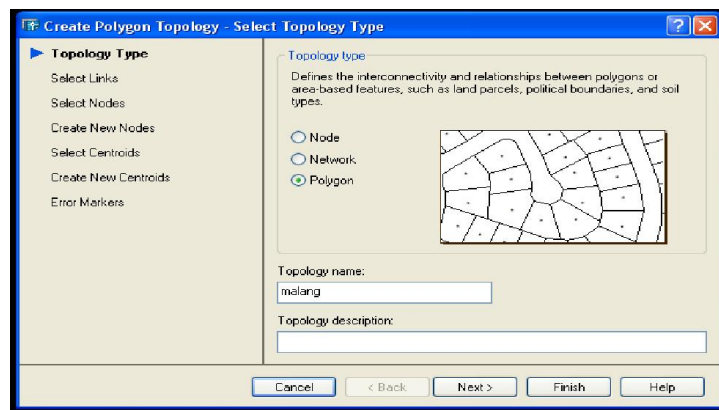 Create Polygon Topology - Select Topology Type
Topology Type
Select Links
Select Nodes
Create New Nodes
Select Centroids
Create New Centroids
Error Markers
Topology type
Defines the interconnectivity and relationships between polygons or
area-based features, such as land parcels, political boundaries, and soil
types.
Node
Network
Polygon
Topology name:
malang
Topology description:
Cancel
< Back
Next >
Finish
Help